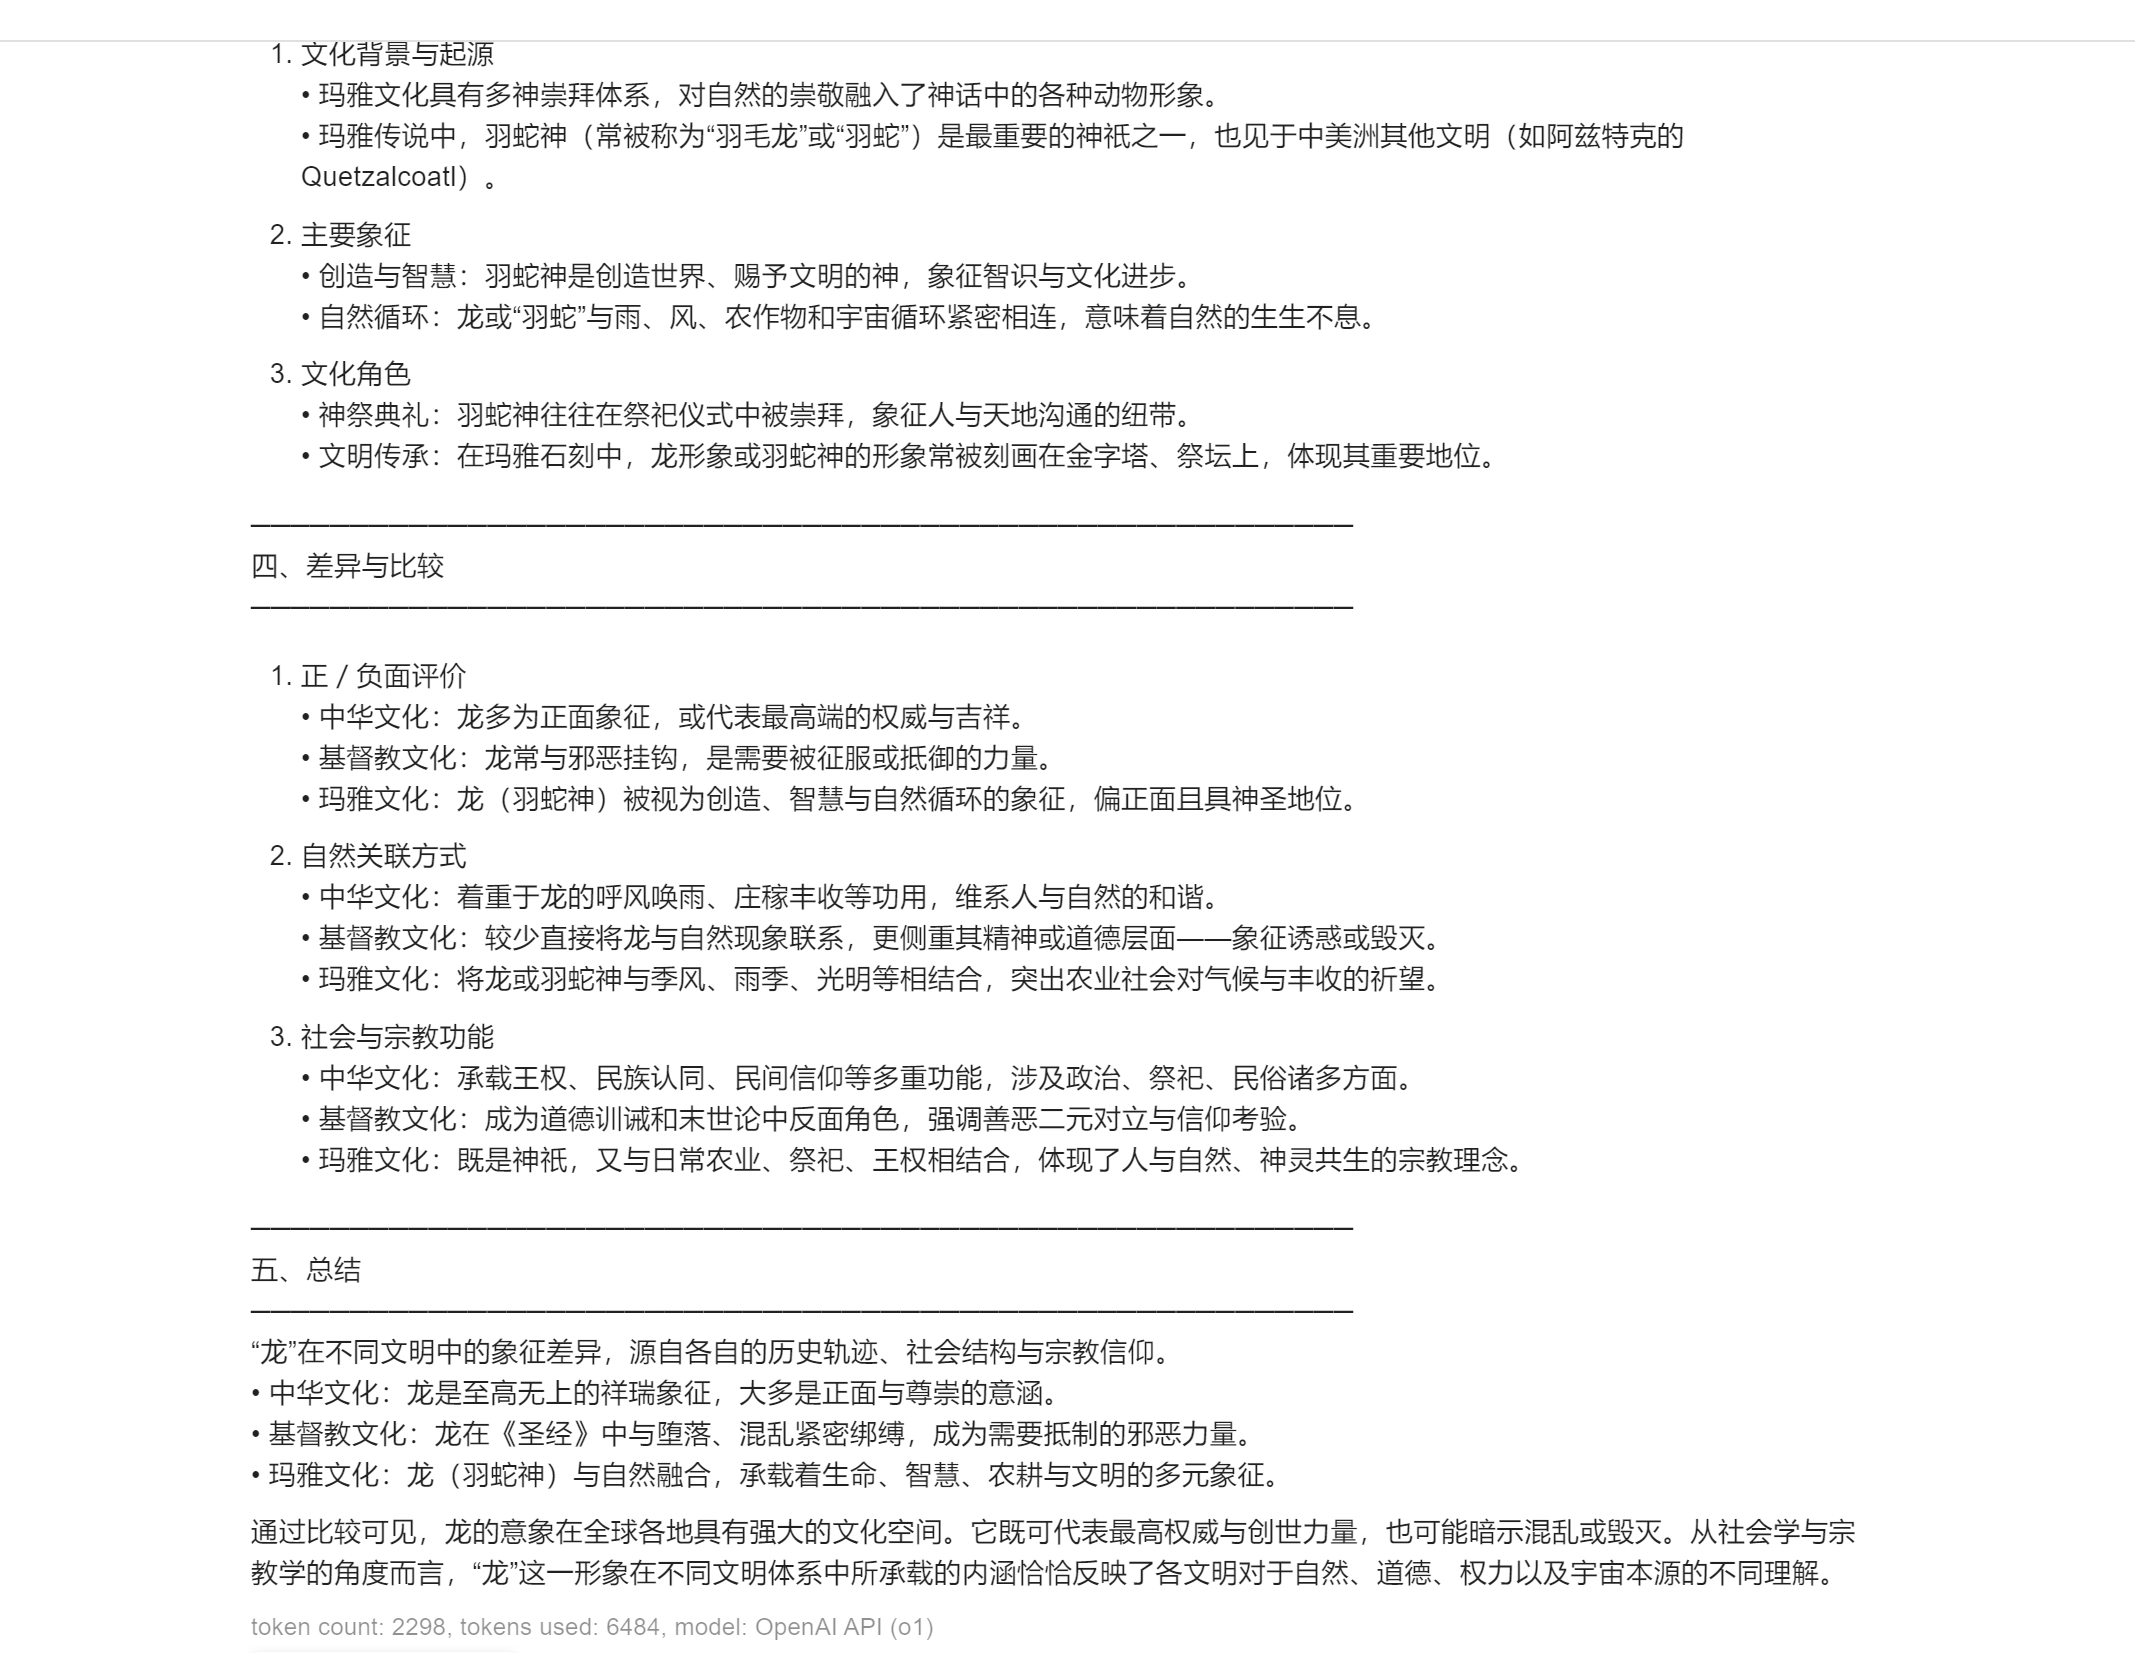 1. 文化背景与起源
• 玛雅文化具有多神崇拜体系，对自然的崇敬融入了神话中的各种动物形象。
• 玛雅传说中，羽蛇神（常被称为“羽毛龙”或“羽蛇”）是最重要的神祇之一，也见于中美洲其他文明（如阿兹特克的
Quetzalcoatl）。
2. 主要象征
• 创造与智慧：羽蛇神是创造世界、赐予文明的神，象征智识与文化进步。
• 自然循环：龙或“羽蛇”与雨、风、农作物和宇宙循环紧密相连，意味着自然的生生不息。
3. 文化角色
• 神祭典礼：羽蛇神往往在祭祀仪式中被崇拜，象征人与天地沟通的纽带。
• 文明传承：在玛雅石刻中，龙形象或羽蛇神的形象常被刻画在金字塔、祭坛上，体现其重要地位。
四、差异与比较
1. 正 / 负面评价
• 中华文化：龙多为正面象征，或代表最高端的权威与吉祥。
• 基督教文化：龙常与邪恶挂钩，是需要被征服或抵御的力量。
• 玛雅文化：龙（羽蛇神）被视为创造、智慧与自然循环的象征，偏正面且具神圣地位。
2. 自然关联方式
• 中华文化：着重于龙的呼风唤雨、庄稼丰收等功用，维系人与自然的和谐。
• 基督教文化：较少直接将龙与自然现象联系，更侧重其精神或道德层面——象征诱惑或毁灭。
• 玛雅文化：将龙或羽蛇神与季风、雨季、光明等相结合，突出农业社会对气候与丰收的祈望。
3. 社会与宗教功能
• 中华文化：承载王权、民族认同、民间信仰等多重功能，涉及政治、祭祀、民俗诸多方面。
• 基督教文化：成为道德训诫和末世论中反面角色，强调善恶二元对立与信仰考验。
• 玛雅文化：既是神祇，又与日常农业、祭祀、王权相结合，体现了人与自然、神灵共生的宗教理念。
五、总结
“龙”在不同文明中的象征差异，源自各自的历史轨迹、社会结构与宗教信仰。
• 中华文化：龙是至高无上的祥瑞象征，大多是正面与尊崇的意涵。
• 基督教文化：龙在《圣经》中与堕落、混乱紧密绑缚，成为需要抵制的邪恶力量。
• 玛雅文化：龙（羽蛇神）与自然融合，承载着生命、智慧、农耕与文明的多元象征。
通过比较可见，龙的意象在全球各地具有强大的文化空间。它既可代表最高权威与创世力量，也可能暗示混乱或毁灭。从社会学与宗
教学的角度而言，“龙”这一形象在不同文明体系中所承载的内涵恰恰反映了各文明对于自然、道德、权力以及宇宙本源的不同理解。
token count: 2298, tokens used: 6484, model: OpenAI API (o1)